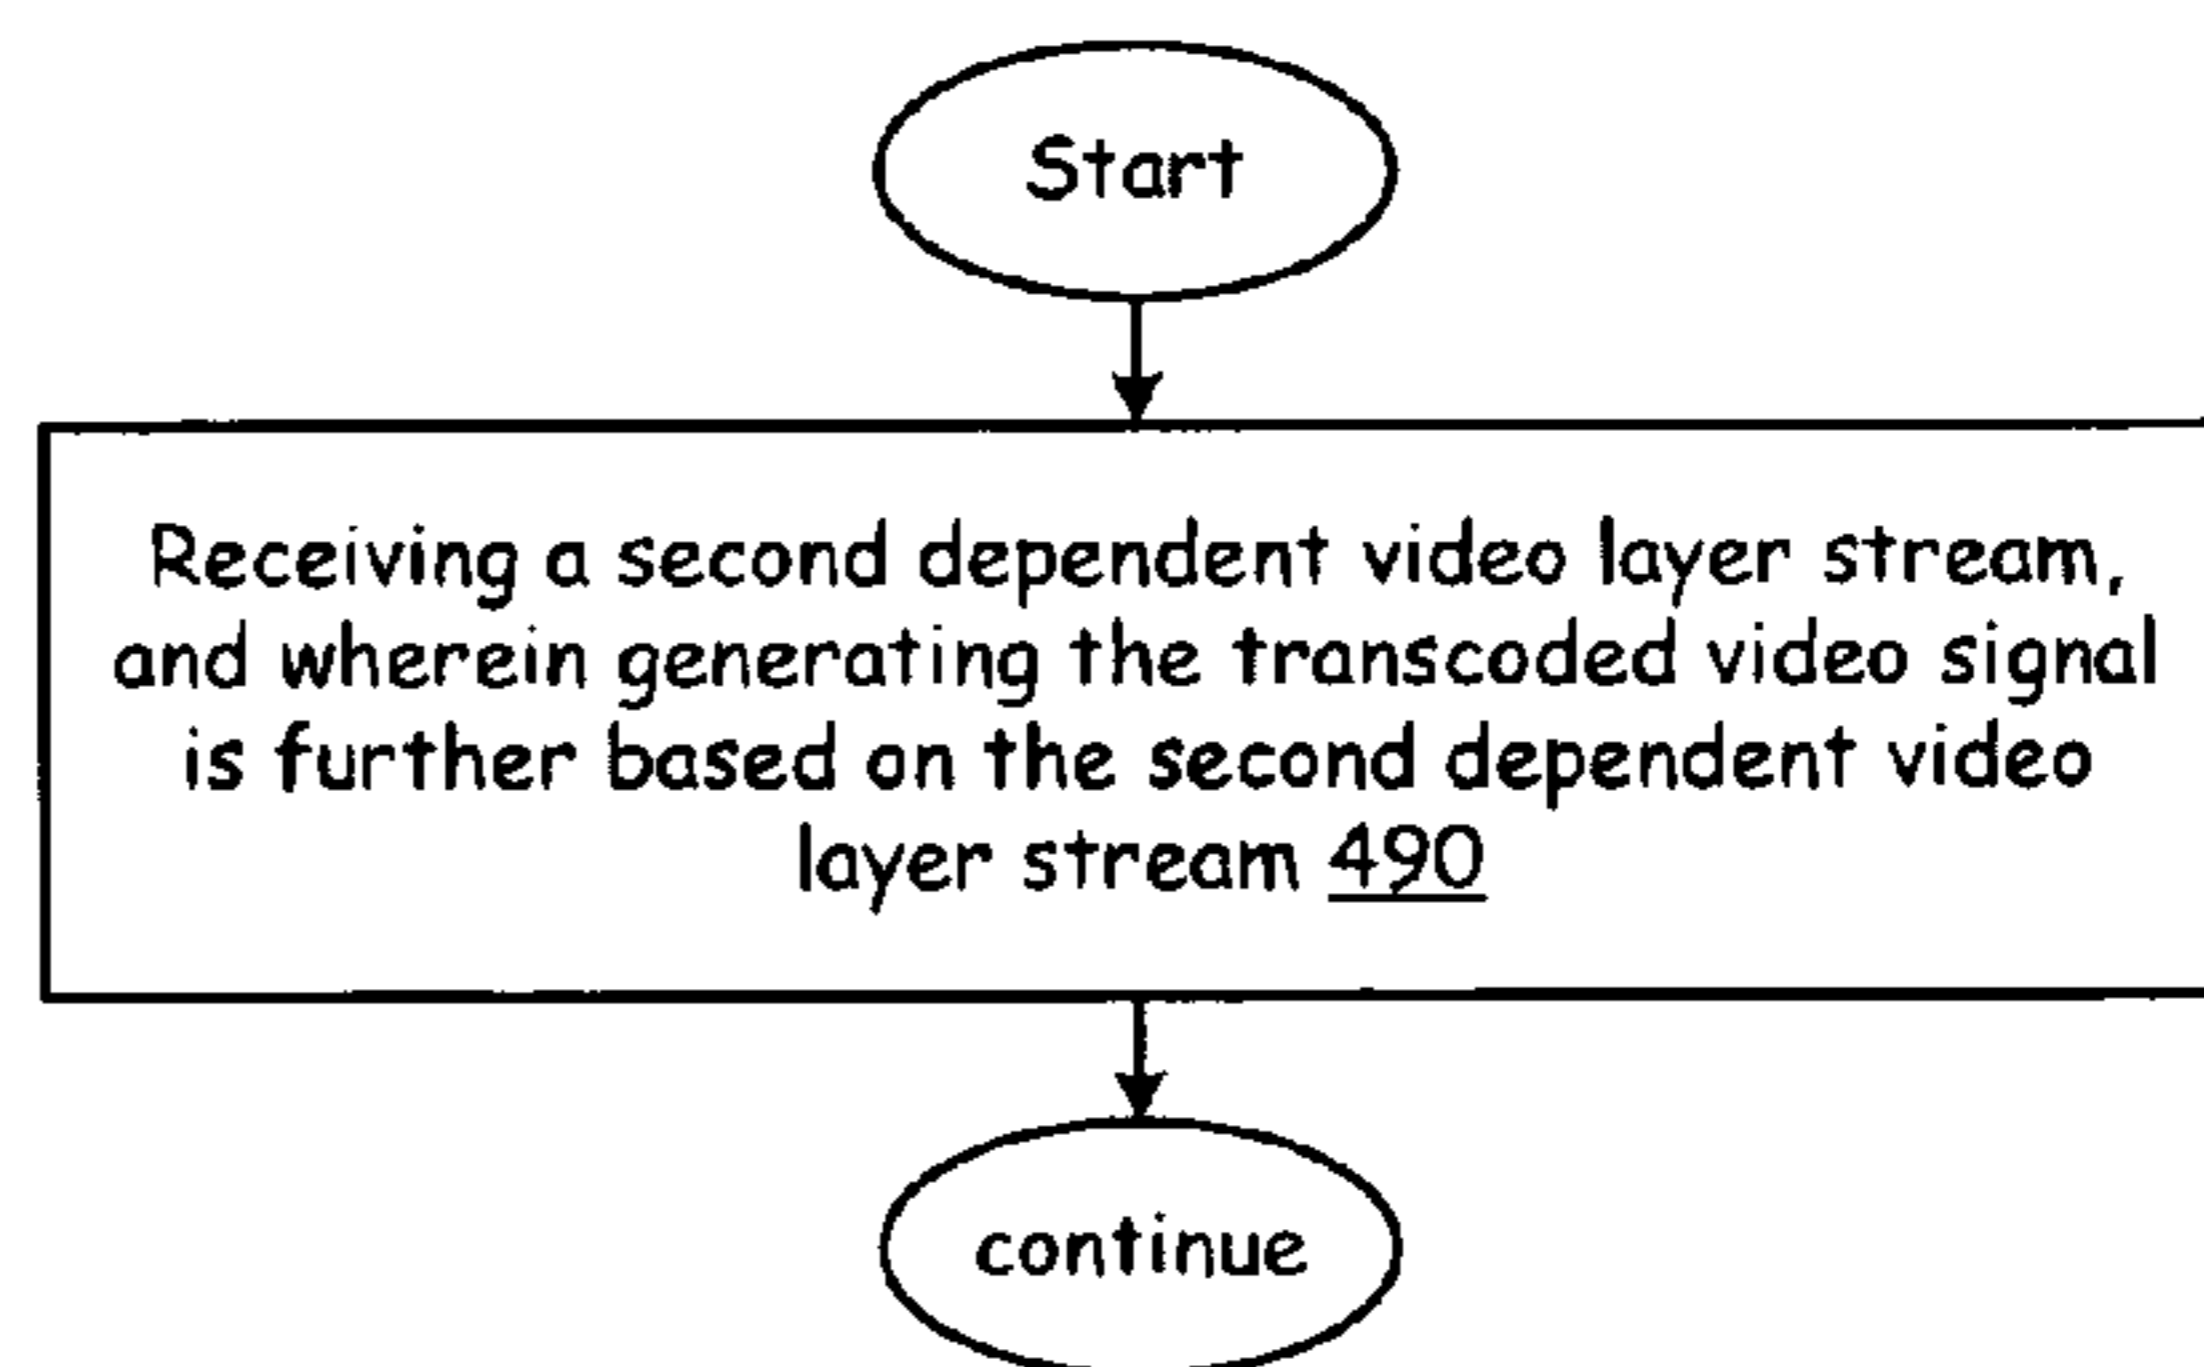 Start
Receiving a second dependent video layer stream,
and wherein generating the transcoded video signal
is further based on the second dependent video
layer stream 490
continue